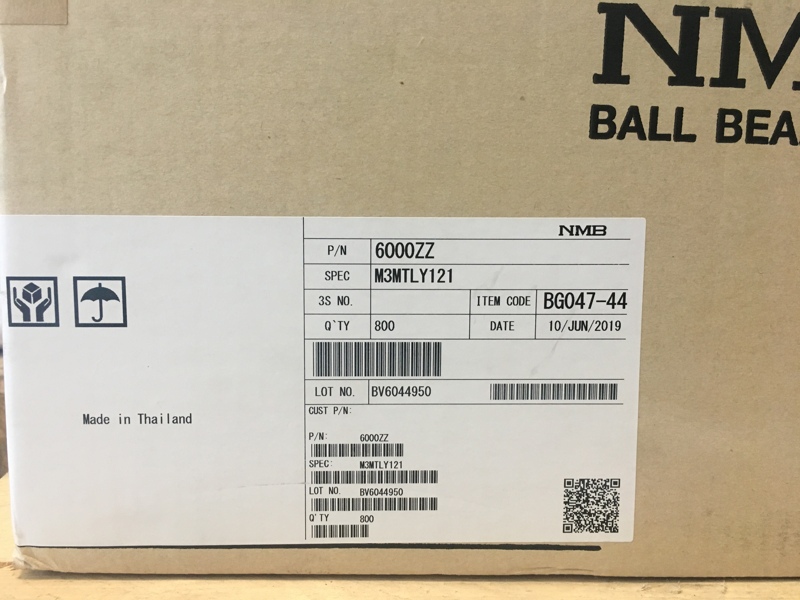 NM
BALL BEA
NMB
P/N 6000ZZ
SPEC M3MTLY121
3S NO. ITEM CODE BG047-44
Q`TY 800 DATE 10/JUN/2019
LOT NO. BV6044950
CUST P/N:
Made in Thailand
P/N: 6000ZZ
SPEC: M3MTLY121
LOT NO. BV6044950
Q`TY 800